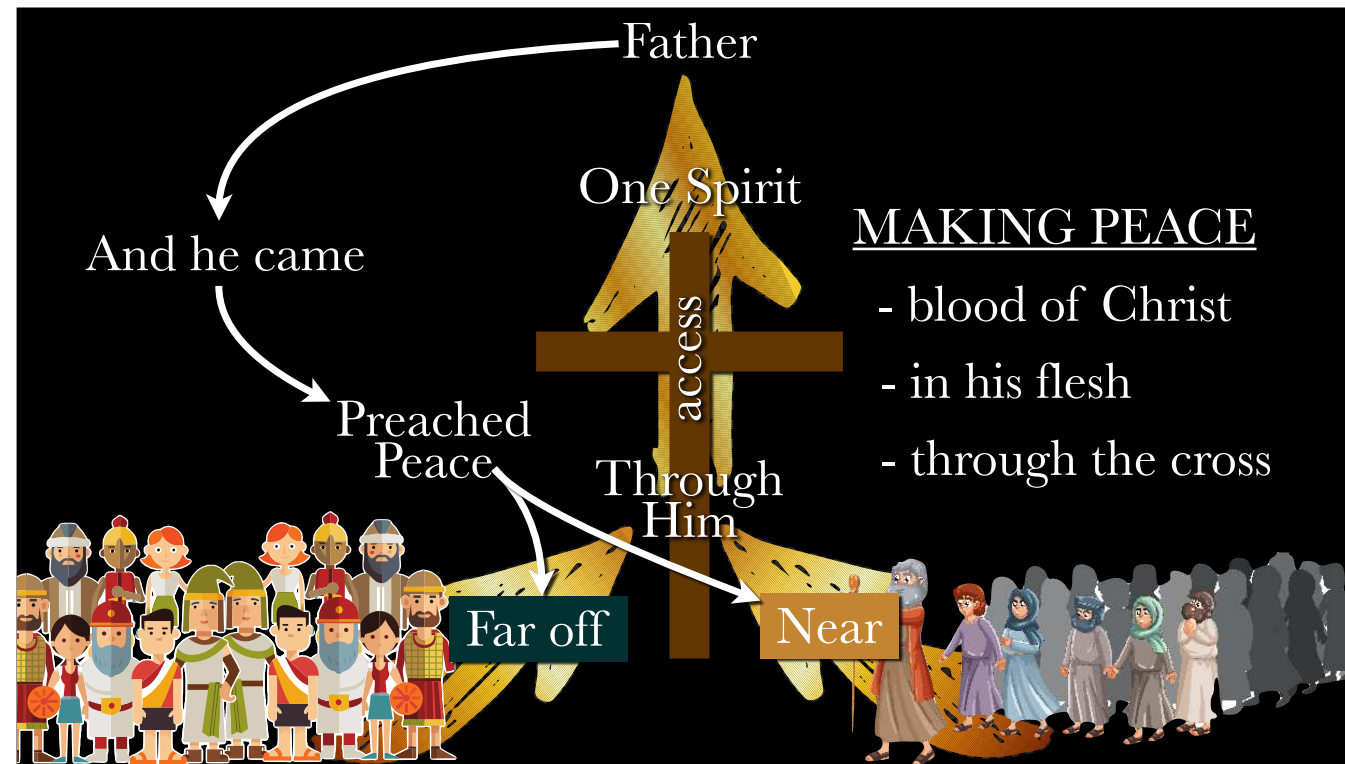 Father
One Spirit
And he came
access
Preached
Peace
Through
Him
Far off
Near
MAKING PEACE
- blood of Christ
- in his flesh
- through the cross